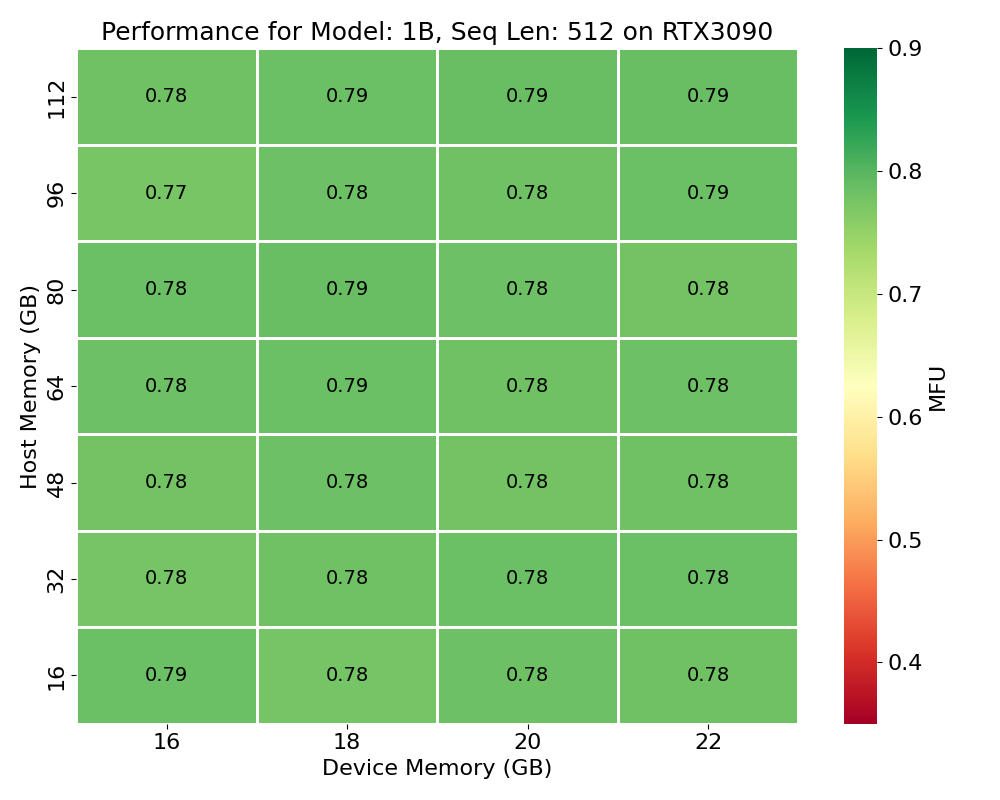 Performance for Model: 1B, Seq Len: 512 on RTX3090
112 0.78 0.79 0.79 0.79
96 0.77 0.78 0.78 0.79
80 0.78 0.79 0.78 0.78
64 0.78 0.79 0.78 0.78
48 0.78 0.78 0.78 0.78
32 0.78 0.78 0.78 0.78
16 0.79 0.78 0.78 0.78
16 18 20 22
Device Memory (GB)
Host Memory (GB)
0.9
0.8
0.7
0.6
0.5
0.4
MFU